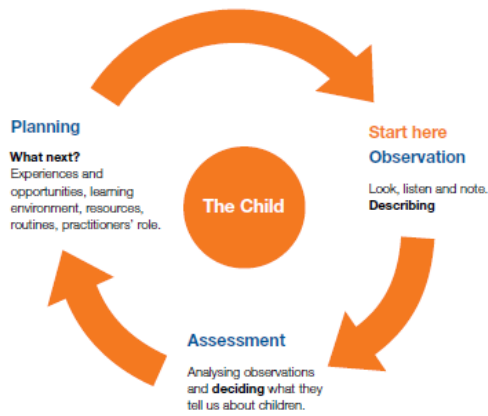 Planning
What next?
Experiences and
opportunities, learning
environment, resources,
routines, practitioners' role.
The Child
Start here
Observation
Look, listen and note.
Describing
Assessment
Analysing observations
and deciding what they
tell us about children.